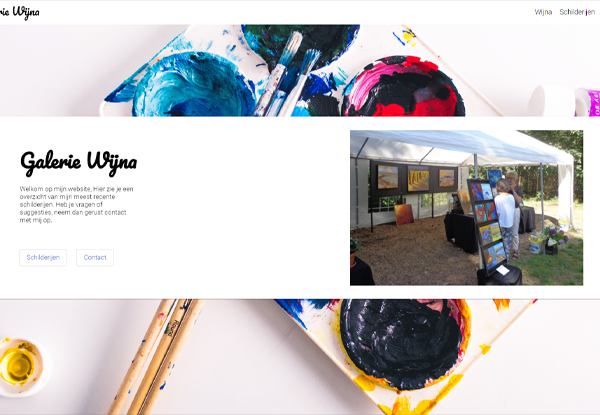 rie Wijna
Wijna Schilderijen
Galerie Wijna
Welkom op mijn website, Hier zie je een
overzicht van mijn meest recente
schilderijen. Heb je vragen of
suggesties, neem dan gerust contact
met mij op.
Schilderijen Contact